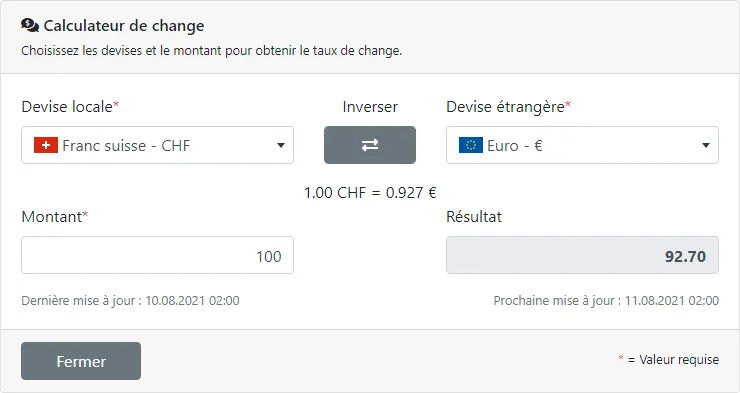 Calculateur de change
Choisissez les devises et le montant pour obtenir le taux de change.
Devise locale* Inverser Devise étrangère*
Franc suisse - CHF Euro - €
1.00 CHF = 0.927 €
Montant* Résultat
100 92.70
Dernière mise à jour : 10.08.2021 02:00 Prochaine mise à jour : 11.08.2021 02:00
Fermer * = Valeur requise